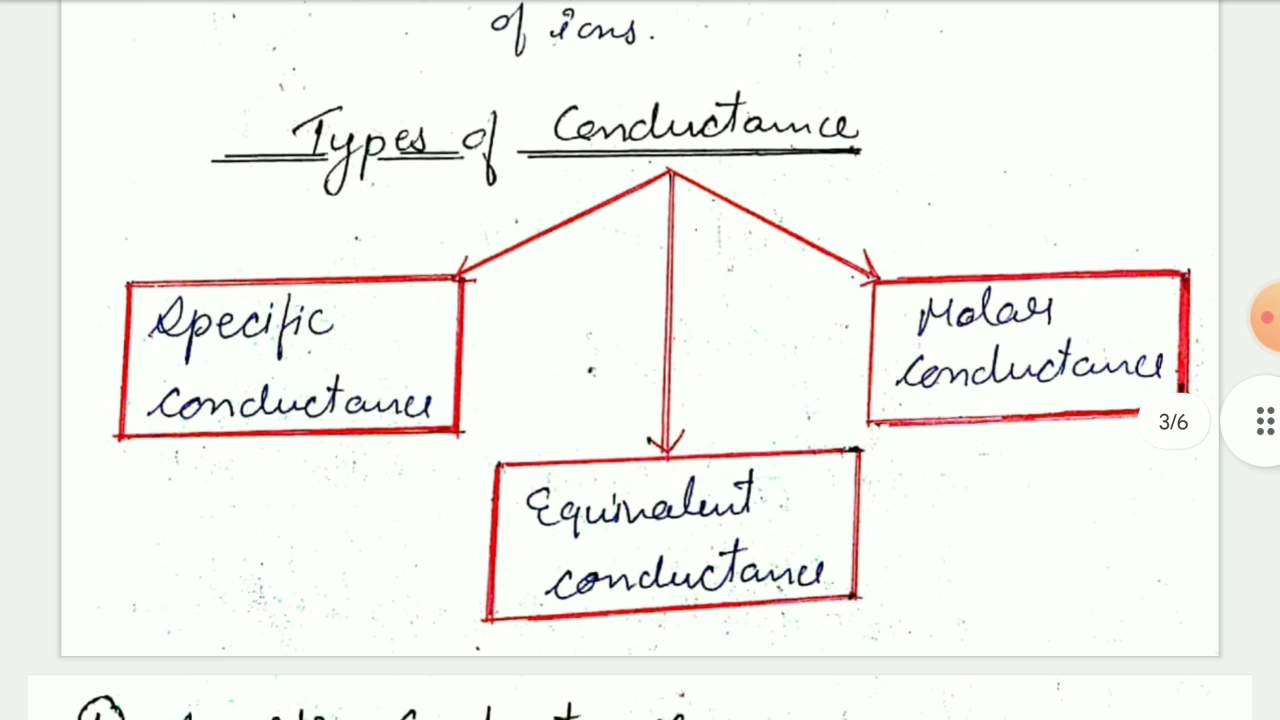 of ions.
Types of Conductance
Specific
conductance
Molar
conductance
3/6
Equivalent
conductance